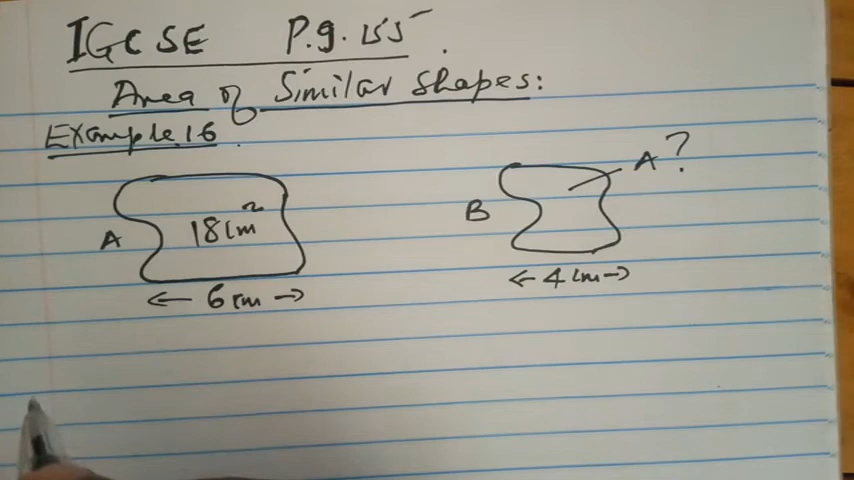 IGCSE P.g. 155.
Area of Similar shapes:
Example.16.
A 18cm² B A?
← 6cm → ← 4cm →